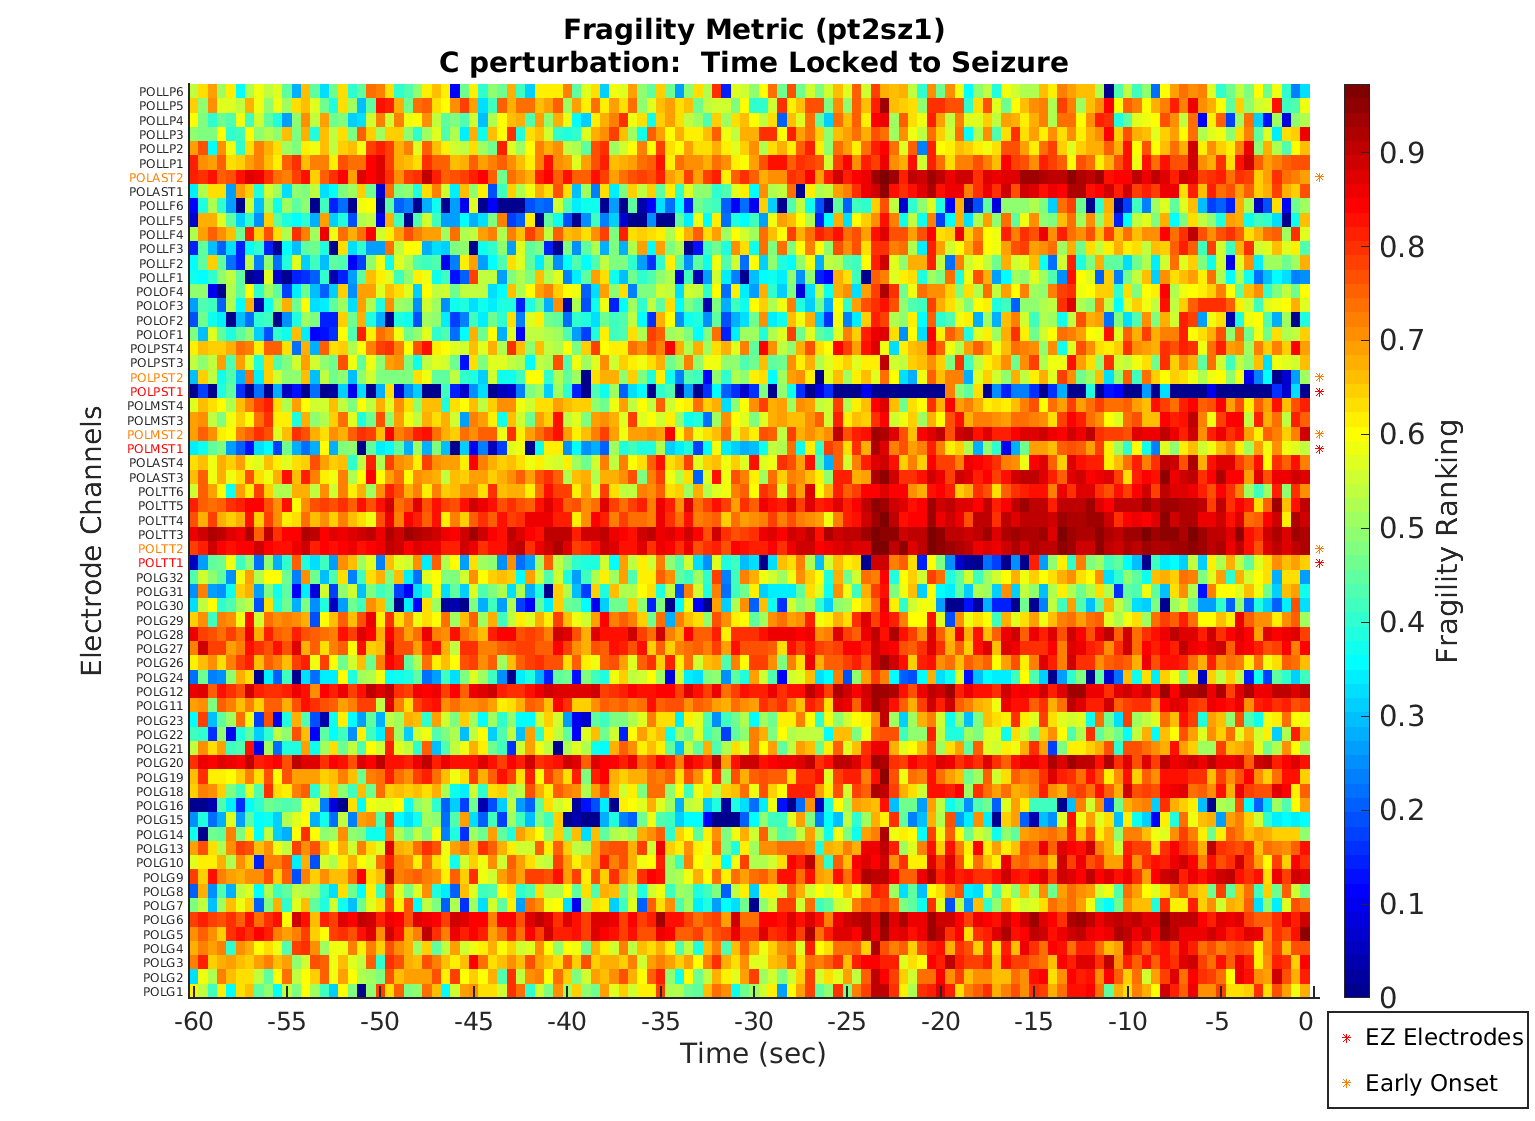 Fragility Metric (pt2sz1)
C perturbation:  Time Locked to Seizure
Electrode Channels
POLLP6
POLLP5
POLLP4
POLLP3
POLLP2
POLLP1
POLAST2
POLAST1
POLLF6
POLLF5
POLLF4
POLLF3
POLLF2
POLLF1
POLOF4
POLOF3
POLOF2
POLOF1
POLPST4
POLPST3
POLPST2
POLPST1
POLMST4
POLMST3
POLMST2
POLMST1
POLAST4
POLAST3
POLTT6
POLTT5
POLTT4
POLTT3
POLTT2
POLTT1
POLG32
POLG31
POLG30
POLG29
POLG28
POLG27
POLG26
POLG24
POLG12
POLG11
POLG23
POLG22
POLG21
POLG20
POLG19
POLG18
POLG16
POLG15
POLG14
POLG13
POLG10
POLG9
POLG8
POLG7
POLG6
POLG5
POLG4
POLG3
POLG2
POLG1
-60 -55 -50 -45 -40 -35 -30 -25 -20 -15 -10 -5 0
Time (sec)
0.9
0.8
0.7
0.6
0.5
0.4
0.3
0.2
0.1
0
Fragility Ranking
EZ Electrodes
Early Onset